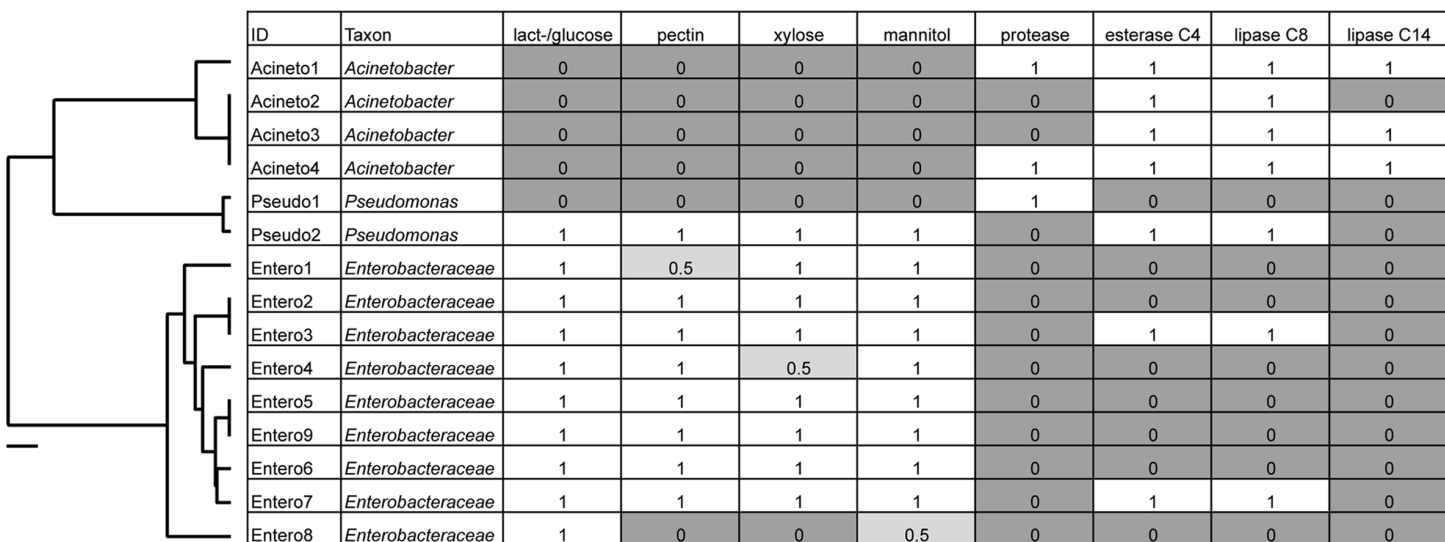 ID Taxon lact-/glucose pectin xylose mannitol protease esterase C4 lipase C8 lipase C14
Acineto1 Acinetobacter 0 0 0 0 1 1 1 1
Acineto2 Acinetobacter 0 0 0 0 0 1 1 0
Acineto3 Acinetobacter 0 0 0 0 0 1 1 1
Acineto4 Acinetobacter 0 0 0 0 1 1 1 1
Pseudo1 Pseudomonas 0 0 0 0 1 0 0 0
Pseudo2 Pseudomonas 1 1 1 1 0 1 1 0
Entero1 Enterobacteraceae 1 0.5 1 1 0 0 0 0
Entero2 Enterobacteraceae 1 1 1 1 0 0 0 0
Entero3 Enterobacteraceae 1 1 1 1 0 1 1 0
Entero4 Enterobacteraceae 1 1 0.5 1 0 0 0 0
Entero5 Enterobacteraceae 1 1 1 1 0 0 0 0
Entero9 Enterobacteraceae 1 1 1 1 0 0 0 0
Entero6 Enterobacteraceae 1 1 1 1 0 0 0 0
Entero7 Enterobacteraceae 1 1 1 1 0 1 1 0
Entero8 Enterobacteraceae 1 0 0 0.5 0 0 0 0